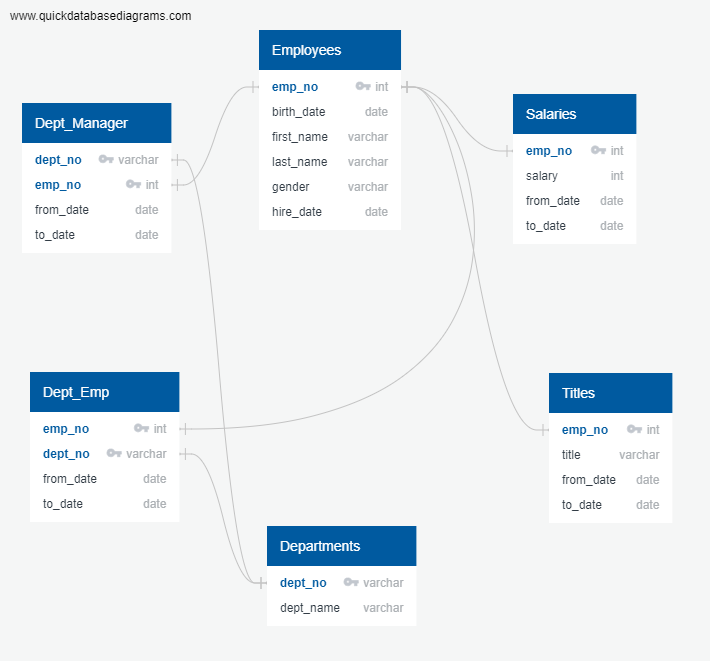 www.quickdatabasediagrams.com
Employees
emp_no int
birth_date date
first_name varchar
last_name varchar
gender varchar
hire_date date
Dept_Manager
dept_no varchar
emp_no int
from_date date
to_date date
Salaries
emp_no int
salary int
from_date date
to_date date
Dept_Emp
emp_no int
dept_no varchar
from_date date
to_date date
Titles
emp_no int
title varchar
from_date date
to_date date
Departments
dept_no varchar
dept_name varchar